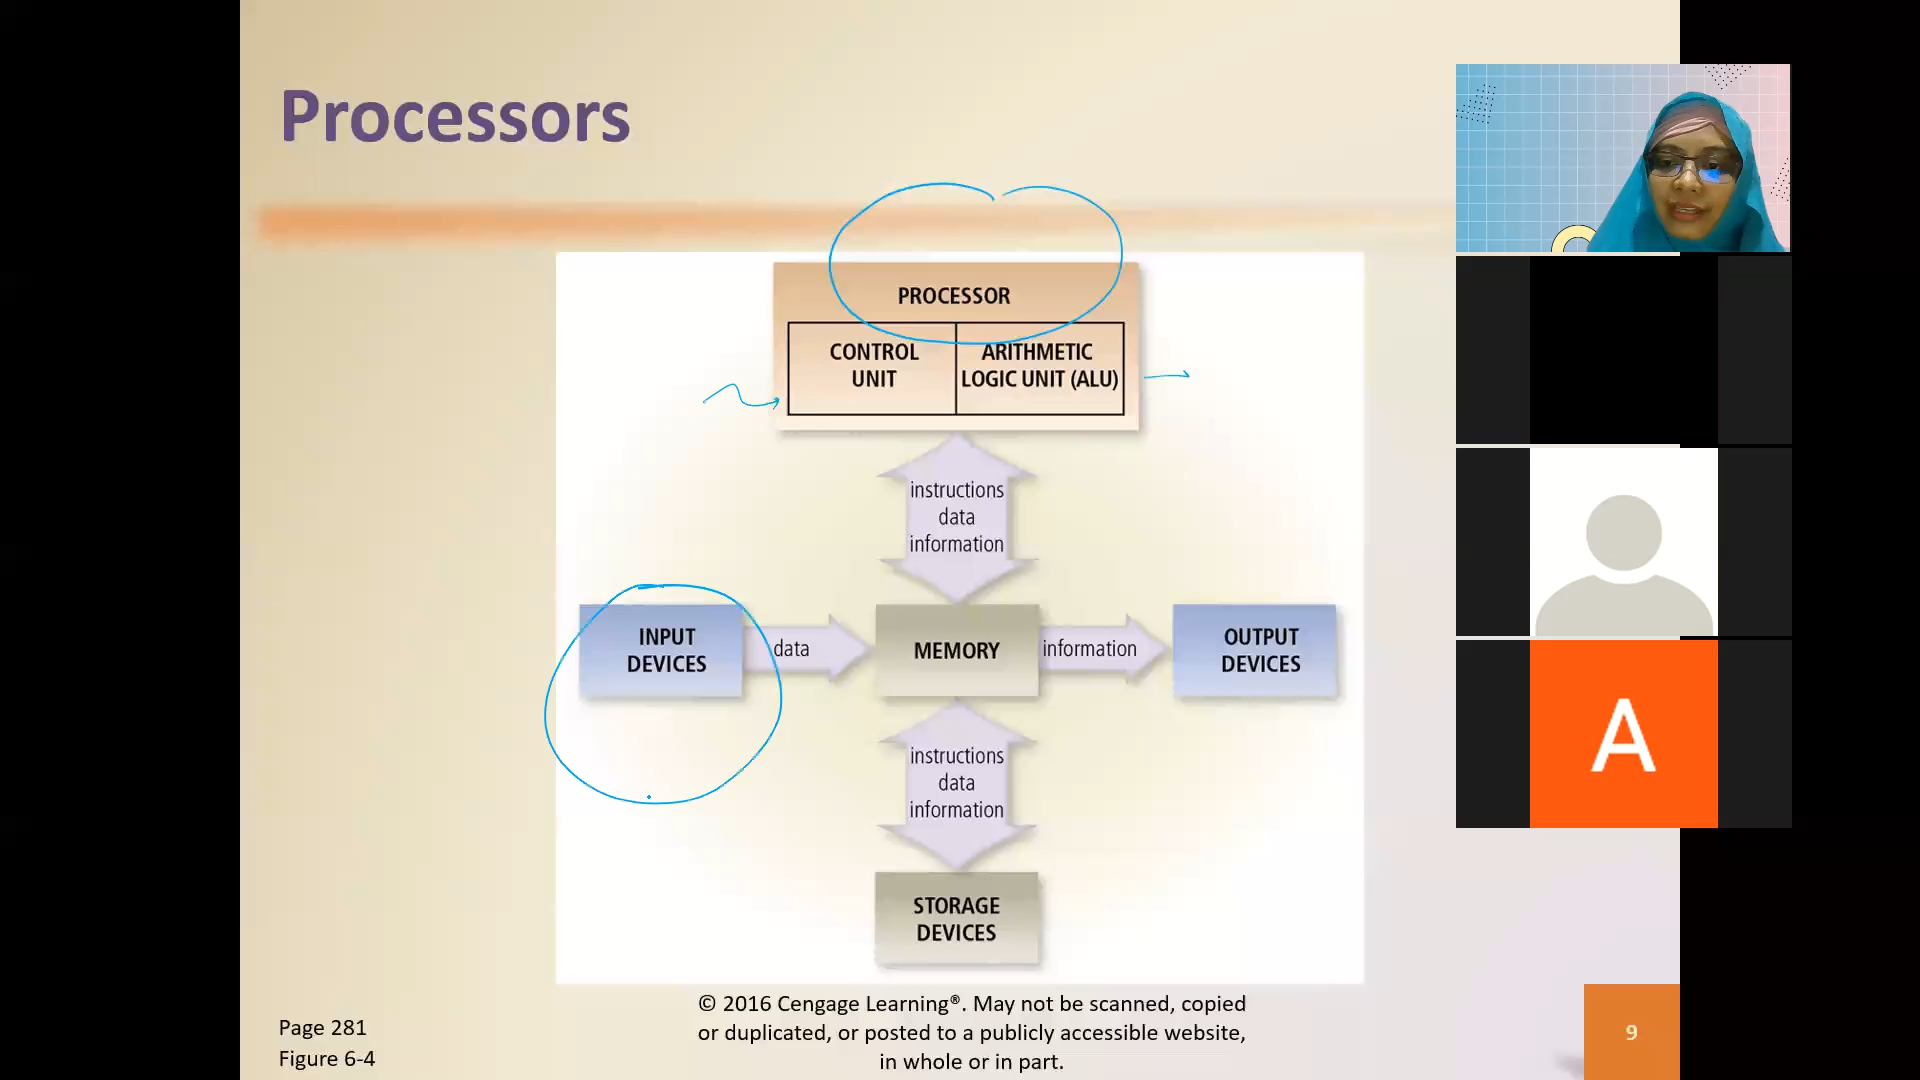 Processors
PROCESSOR
CONTROL
UNIT
ARITHMETIC
LOGIC UNIT (ALU)
instructions
data
information
INPUT
DEVICES
data
MEMORY
information
OUTPUT
DEVICES
instructions
data
information
STORAGE
DEVICES
Page 281
Figure 6-4
© 2016 Cengage Learning®. May not be scanned, copied
or duplicated, or posted to a publicly accessible website,
in whole or in part.
9
A